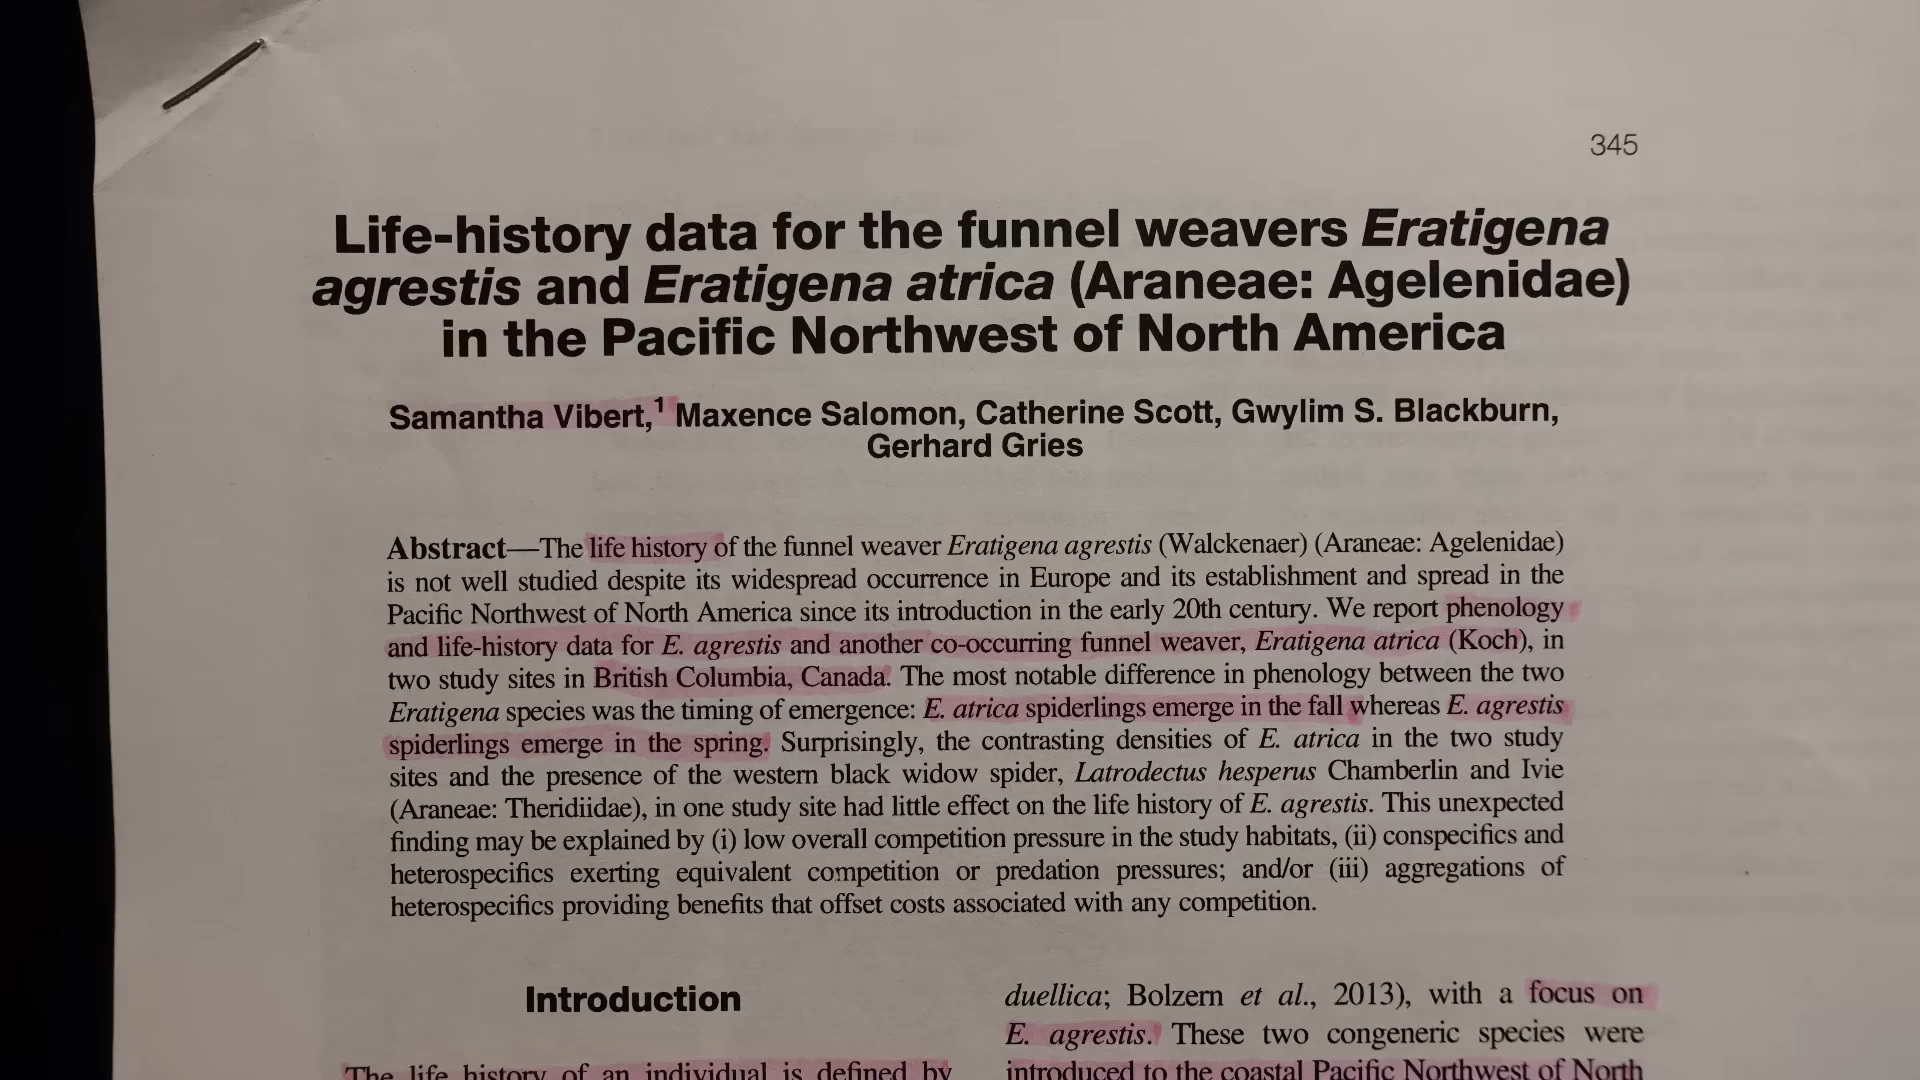 345
Life-history data for the funnel weavers Eratigena
agrestis and Eratigena atrica (Araneae: Agelenidae)
in the Pacific Northwest of North America
Samantha Vibert,¹ Maxence Salomon, Catherine Scott, Gwylim S. Blackburn,
Gerhard Gries
Abstract—The life history of the funnel weaver Eratigena agrestis (Walckenaer) (Araneae: Agelenidae)
is not well studied despite its widespread occurrence in Europe and its establishment and spread in the
Pacific Northwest of North America since its introduction in the early 20th century. We report phenology
and life-history data for E. agrestis and another co-occurring funnel weaver, Eratigena atrica (Koch), in
two study sites in British Columbia, Canada. The most notable difference in phenology between the two
Eratigena species was the timing of emergence: E. atrica spiderlings emerge in the fall whereas E. agrestis
spiderlings emerge in the spring. Surprisingly, the contrasting densities of E. atrica in the two study
sites and the presence of the western black widow spider, Latrodectus hesperus Chamberlin and Ivie
(Araneae: Theridiidae), in one study site had little effect on the life history of E. agrestis. This unexpected
finding may be explained by (i) low overall competition pressure in the study habitats, (ii) conspecifics and
heterospecifics exerting equivalent competition or predation pressures; and/or (iii) aggregations of
heterospecifics providing benefits that offset costs associated with any competition.
Introduction
The life history of an individual is defined by
duellica; Bolzern et al., 2013), with a focus on
E. agrestis. These two congeneric species were
introduced to the coastal Pacific Northwest of North